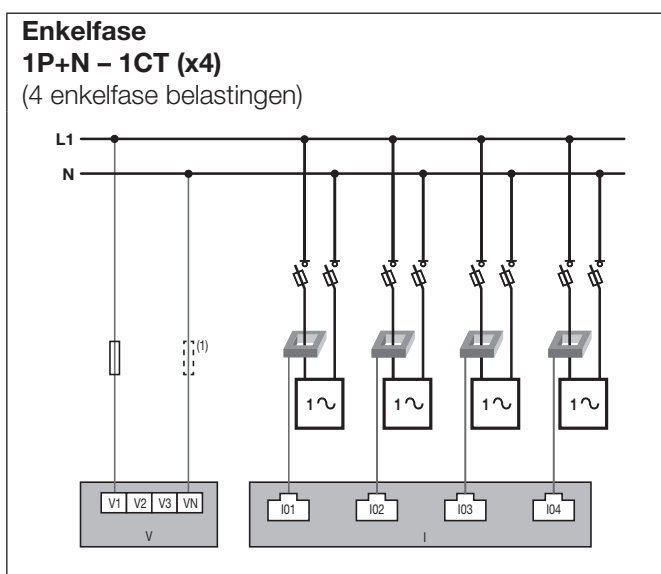 Enkelfase
1P+N – 1CT (x4)
(4 enkelfase belastingen)
L1
N
(1)
1∿ 1∿ 1∿ 1∿
V1 V2 V3 VN
V
I01 I02 I03 I04
I